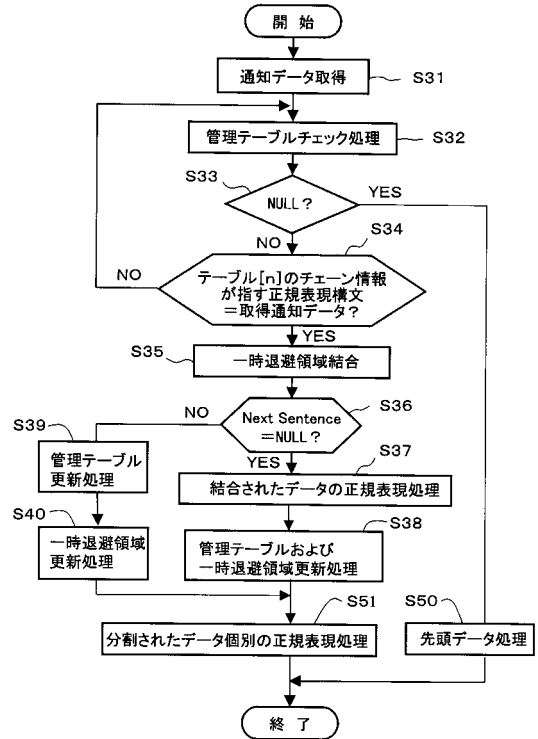 開 始
通知データ取得
S31
管理テーブルチェック処理
S32
S33
NULL?
YES
NO
S34
テーブル[n]のチェーン情報
が指す正規表現構文
=取得通知データ?
NO
YES
S35
一時退避領域結合
S36
Next Sentence
=NULL?
NO
YES
S39
管理テーブル
更新処理
S37
結合されたデータの正規表現処理
S40
一時退避領域
更新処理
S38
管理テーブルおよび
一時退避領域更新処理
S51
分割されたデータ個別の正規表現処理
S50
先頭データ処理
終 了